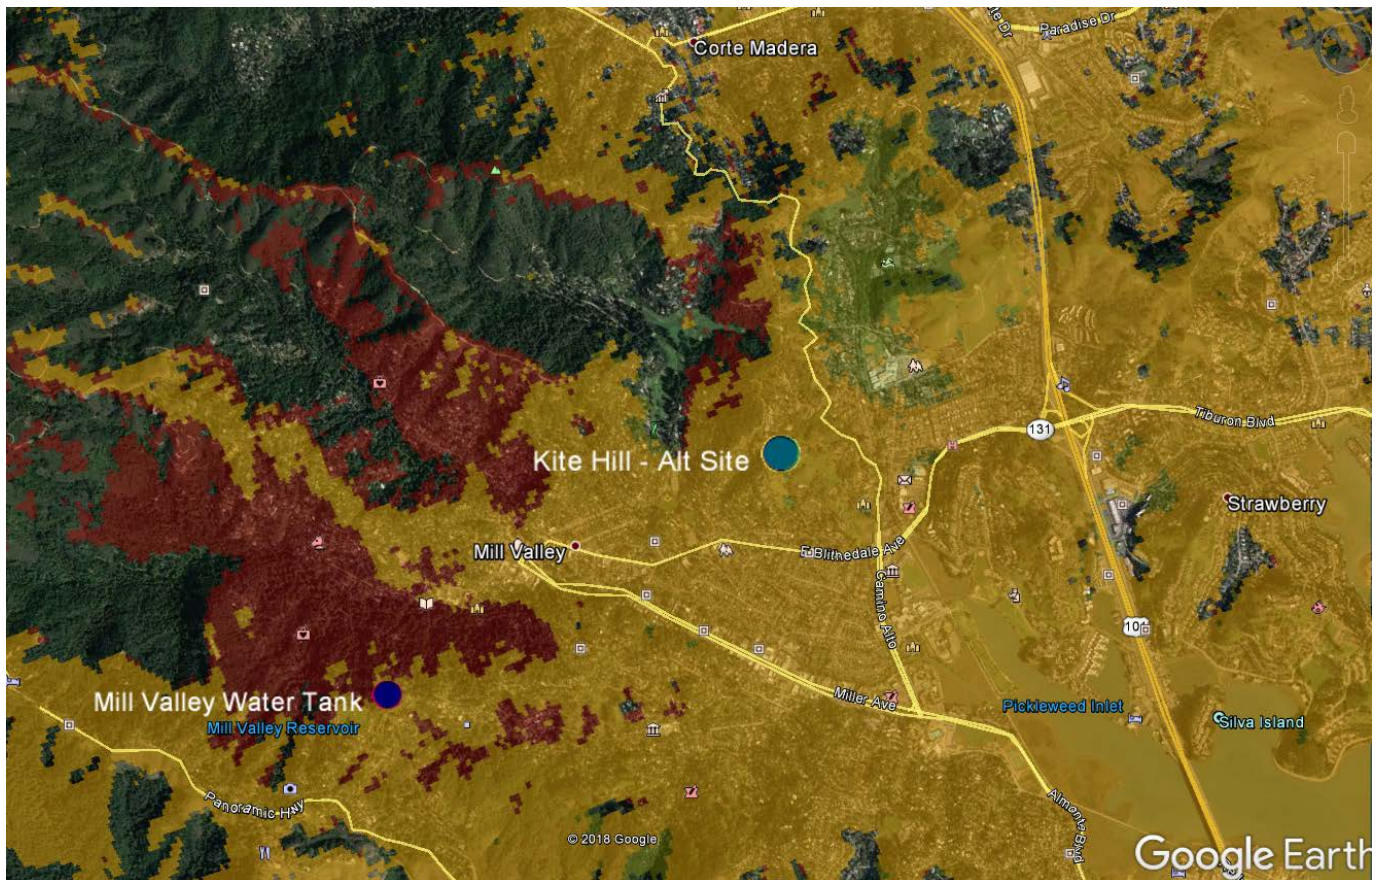 Paradise Dr
Corte Madera
Tiburon Blvd
131
Kite Hill - Alt Site
Strawberry
Mill Valley
E Blithedale Ave
Camino Alto
Mill Valley Water Tank
Miller Ave
Pickleweed Inlet
Silva Island
Mill Valley Reservoir
Panoramic Hwy
Almonte Blvd
© 2018 Google
Google Earth